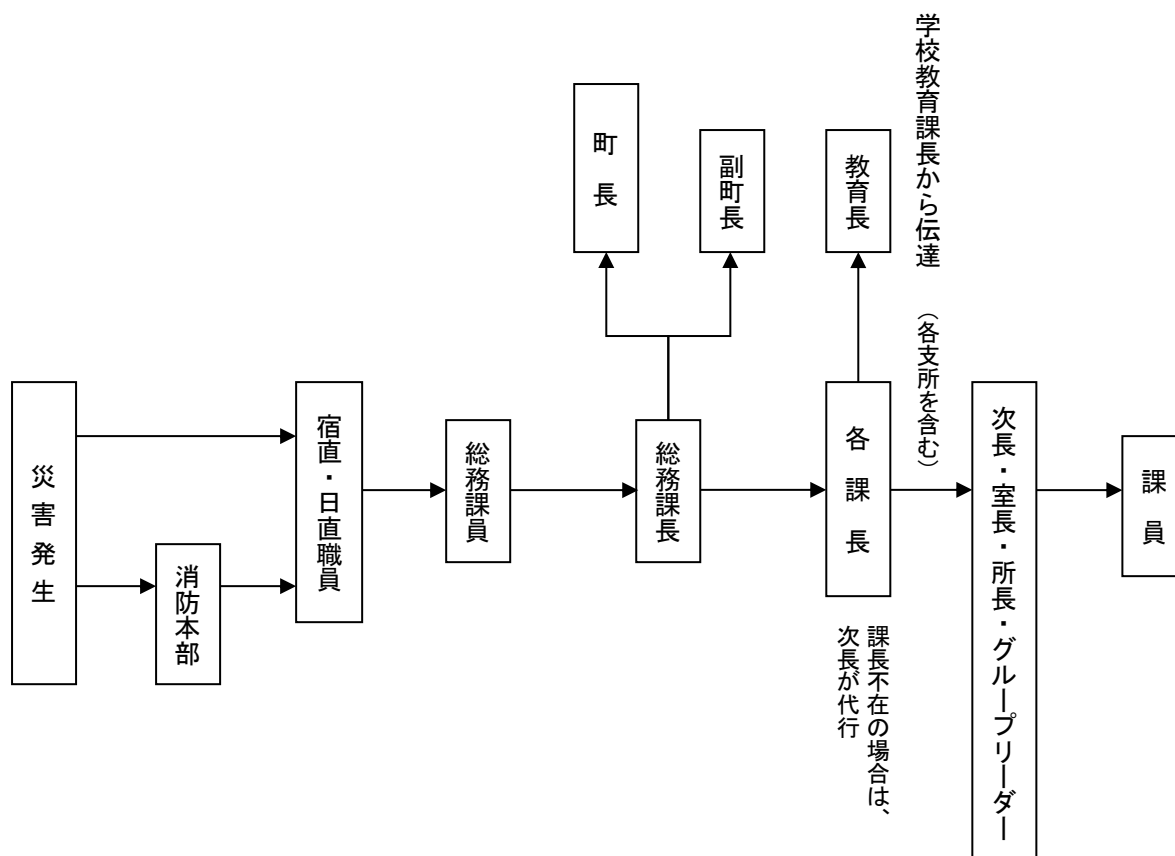 災害発生
消防本部
宿直・日直職員
総務課員
総務課長
町長
副町長
教育長
学校教育課長から伝達
（各支所を含む）
各課長
課長不在の場合は、
次長が代行
次長・室長・所長・グループリーダー
課員